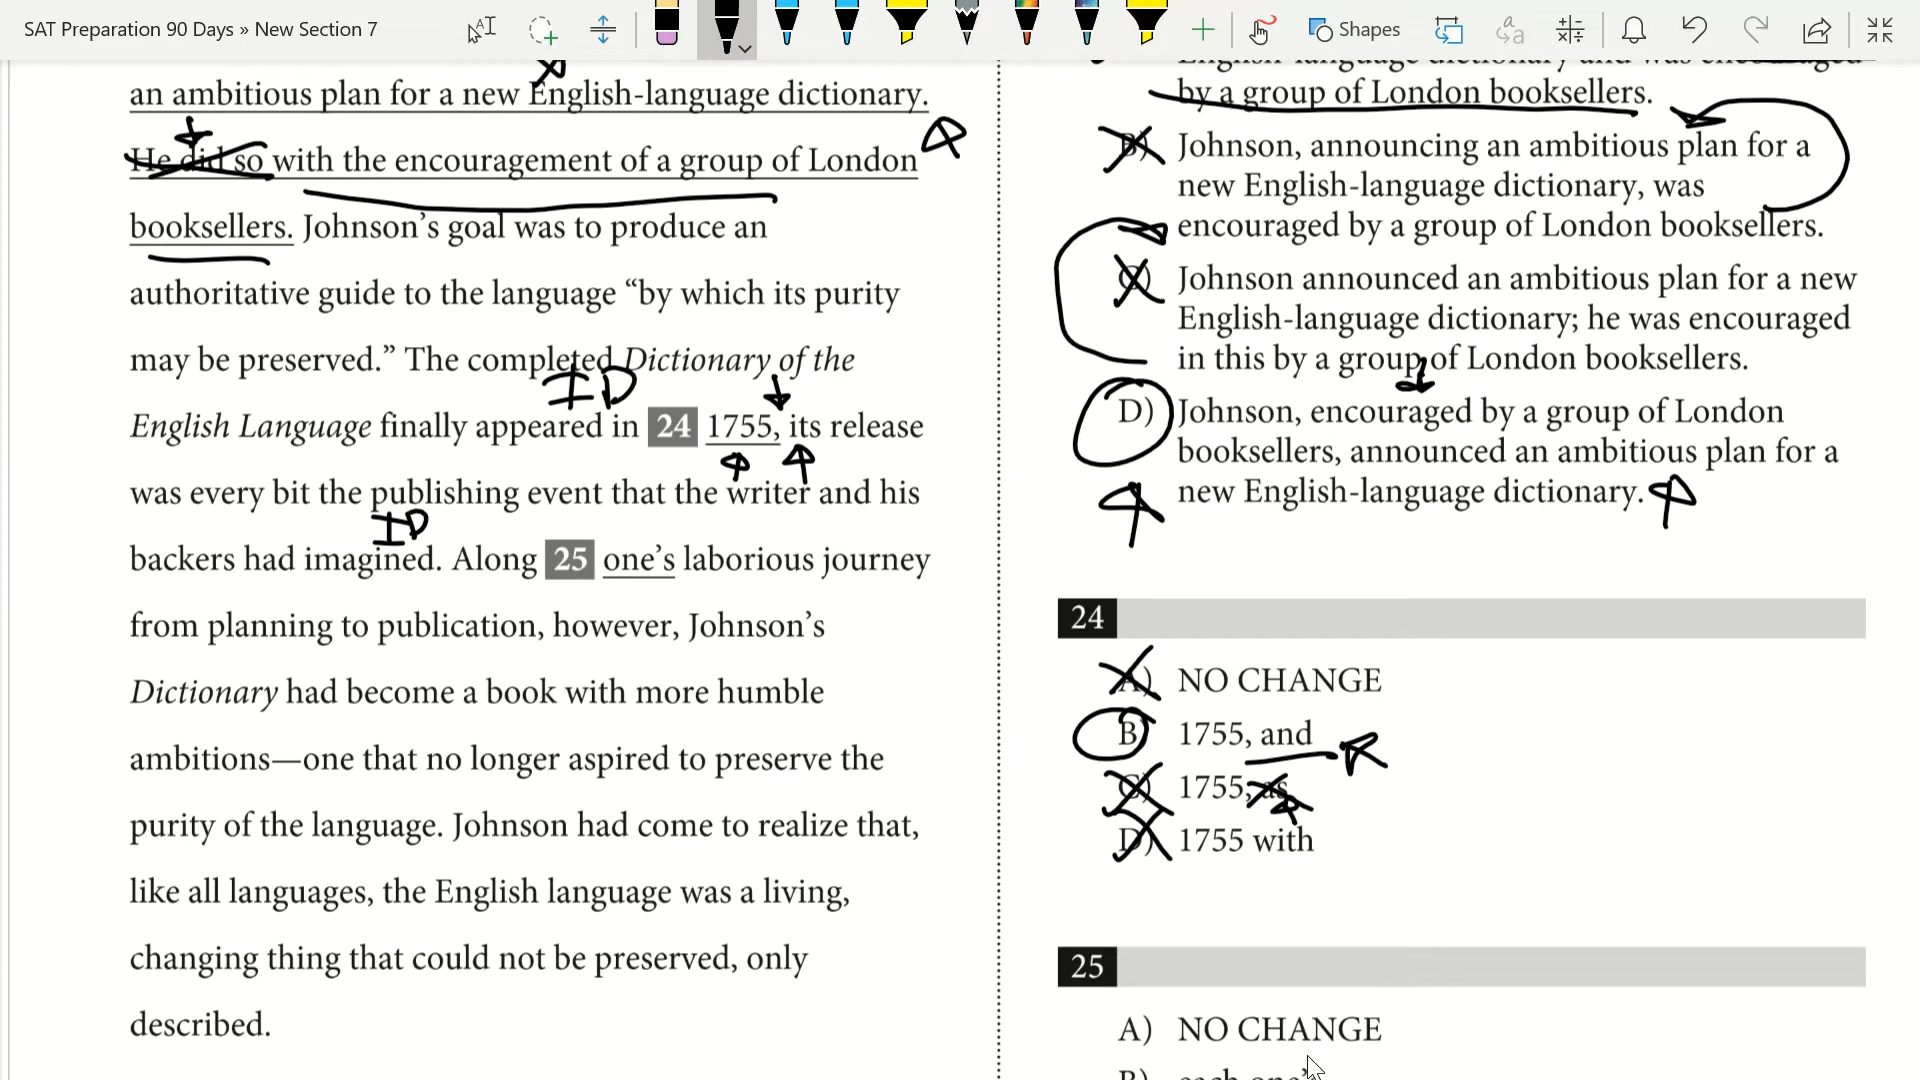 SAT Preparation 90 Days » New Section 7
Shapes
an ambitious plan for a new English-language dictionary.
He did so with the encouragement of a group of London
booksellers. Johnson's goal was to produce an
authoritative guide to the language “by which its purity
may be preserved.” The completed Dictionary of the
ID
English Language finally appeared in 24 1755, its release
was every bit the publishing event that the writer and his
ID
backers had imagined. Along 25 one's laborious journey
from planning to publication, however, Johnson's
Dictionary had become a book with more humble
ambitions—one that no longer aspired to preserve the
purity of the language. Johnson had come to realize that,
like all languages, the English language was a living,
changing thing that could not be preserved, only
described.
English-language dictionary and was encouraged
by a group of London booksellers.
B) Johnson, announcing an ambitious plan for a
new English-language dictionary, was
encouraged by a group of London booksellers.
C) Johnson announced an ambitious plan for a new
English-language dictionary; he was encouraged
in this by a group of London booksellers.
D) Johnson, encouraged by a group of London
booksellers, announced an ambitious plan for a
new English-language dictionary.
24
A) NO CHANGE
B) 1755, and
C) 1755, as
D) 1755 with
25
A) NO CHANGE
B) each one's